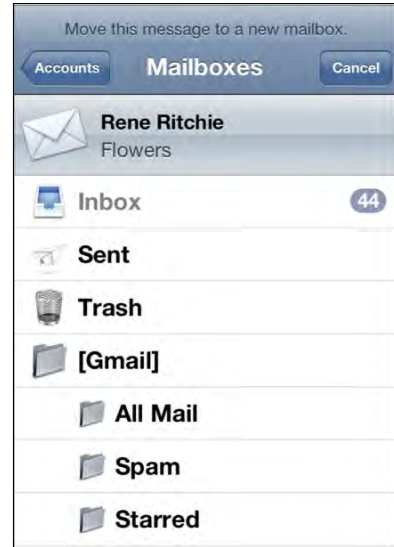 Move this message to a new mailbox.
Accounts Mailboxes Cancel
Rene Ritchie
Flowers
Inbox 44
Sent
Trash
[Gmail]
All Mail
Spam
Starred